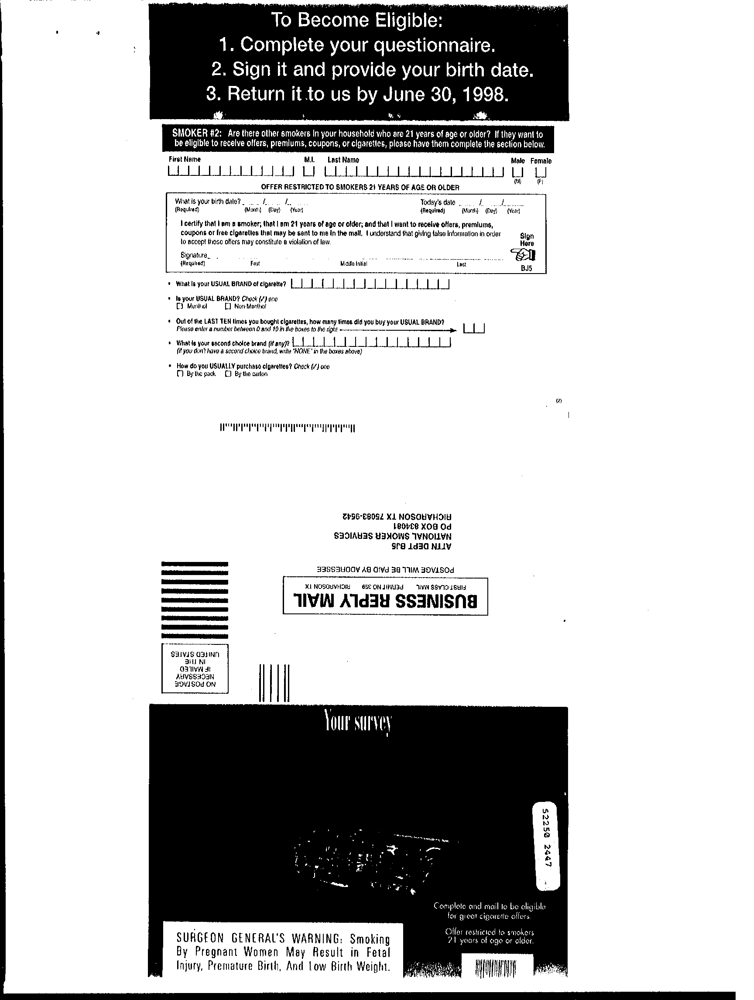 To Become Eligible:
1. Complete your questionnaire.
2. Sign it and provide your birth date.
3. Return it to us by June 30, 1998.
SMOKER #2: Are there other smokers in your household who are 21 years of age or older? If they want to
be eligible to receive offers, premiums, coupons, or cigarettes, please have them complete the section below.
First Name M.I. Last Name Male Female
(M) (F)
OFFER RESTRICTED TO SMOKERS 21 YEARS OF AGE OR OLDER
What is your birth date? / / Today's date / /
(Required) (Month) (Day) (Year) (Required) (Month) (Day) (Year)
I certify that I am a smoker; that I am 21 years of age or older; and that I want to receive offers, premiums,
coupons or free cigarettes that may be sent to me in the mail. I understand that giving false information in order
to accept these offers may constitute a violation of law.
Sign
Here
Signature
(Required) First Middle Initial Last
BJ5
• What is your USUAL BRAND of cigarette?
• Is your USUAL BRAND? Check (√) one
[ ] Menthol [ ] Non-Menthol
• Out of the LAST TEN times you bought cigarettes, how many times did you buy your USUAL BRAND?
Please enter a number between 0 and 10 in the boxes to the right
• What is your second choice brand (if any)?
(If you don't have a second choice brand, write "NONE" in the boxes above)
• How do you USUALLY purchase cigarettes? Check (√) one
[ ] By the pack [ ] By the carton
RICHARDSON TX 75083-9542
PO BOX 834081
NATIONAL SMOKER SERVICES
ATTN DEPT BJ5
POSTAGE WILL BE PAID BY ADDRESSEE
FIRST CLASS MAIL PERMIT NO 359 RICHARDSON TX
BUSINESS REPLY MAIL
NO POSTAGE
NECESSARY
IF MAILED
IN THE
UNITED STATES
Your survey
52250 2447
Complete and mail to be eligible
for great cigarette offers.
Offer restricted to smokers
21 years of age or older.
SURGEON GENERAL'S WARNING: Smoking
By Pregnant Women May Result in Fetal
Injury, Premature Birth, And Low Birth Weight.